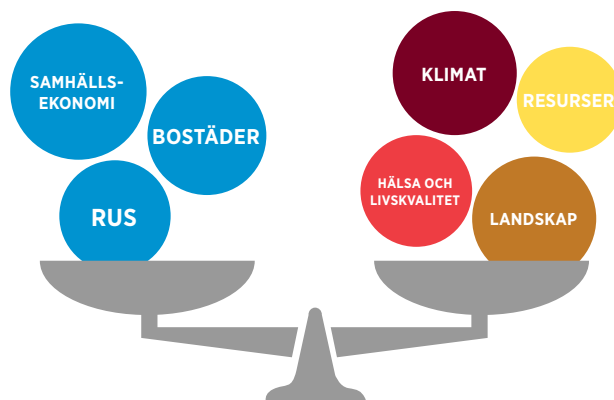 SAMHÄLLS-
EKONOMI
BOSTÄDER
RUS
KLIMAT
RESURSER
HÄLSA OCH
LIVSKVALITET
LANDSKAP